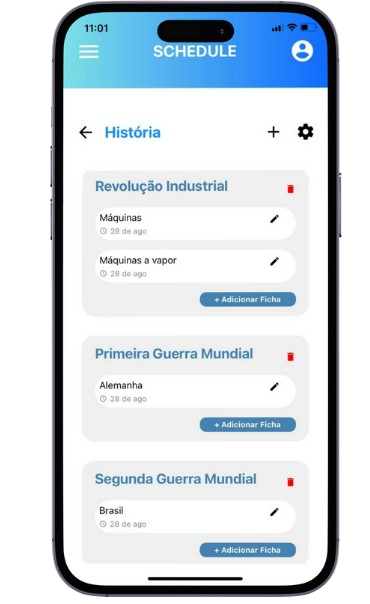 11:01
SCHEDULE
História
Revolução Industrial
Máquinas
28 de ago
Máquinas a vapor
28 de ago
+ Adicionar Ficha
Primeira Guerra Mundial
Alemanha
28 de ago
+ Adicionar Ficha
Segunda Guerra Mundial
Brasil
28 de ago
+ Adicionar Ficha